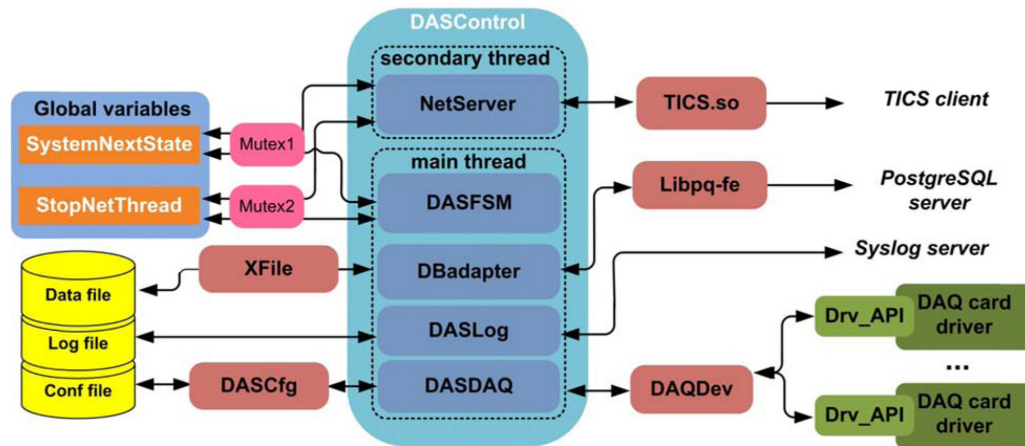 DASControl
secondary thread
NetServer
TICS.so
TICS client
Global variables
SystemNextState
Mutex1
StopNetThread
Mutex2
main thread
DASFSM
Libpq-fe
PostgreSQL
server
Syslog server
XFile
DBadapter
Data file
Log file
Conf file
DASLog
DASCfg
DASDAQ
DAQDev
Drv_API
DAQ card
driver
...
Drv_API
DAQ card
driver